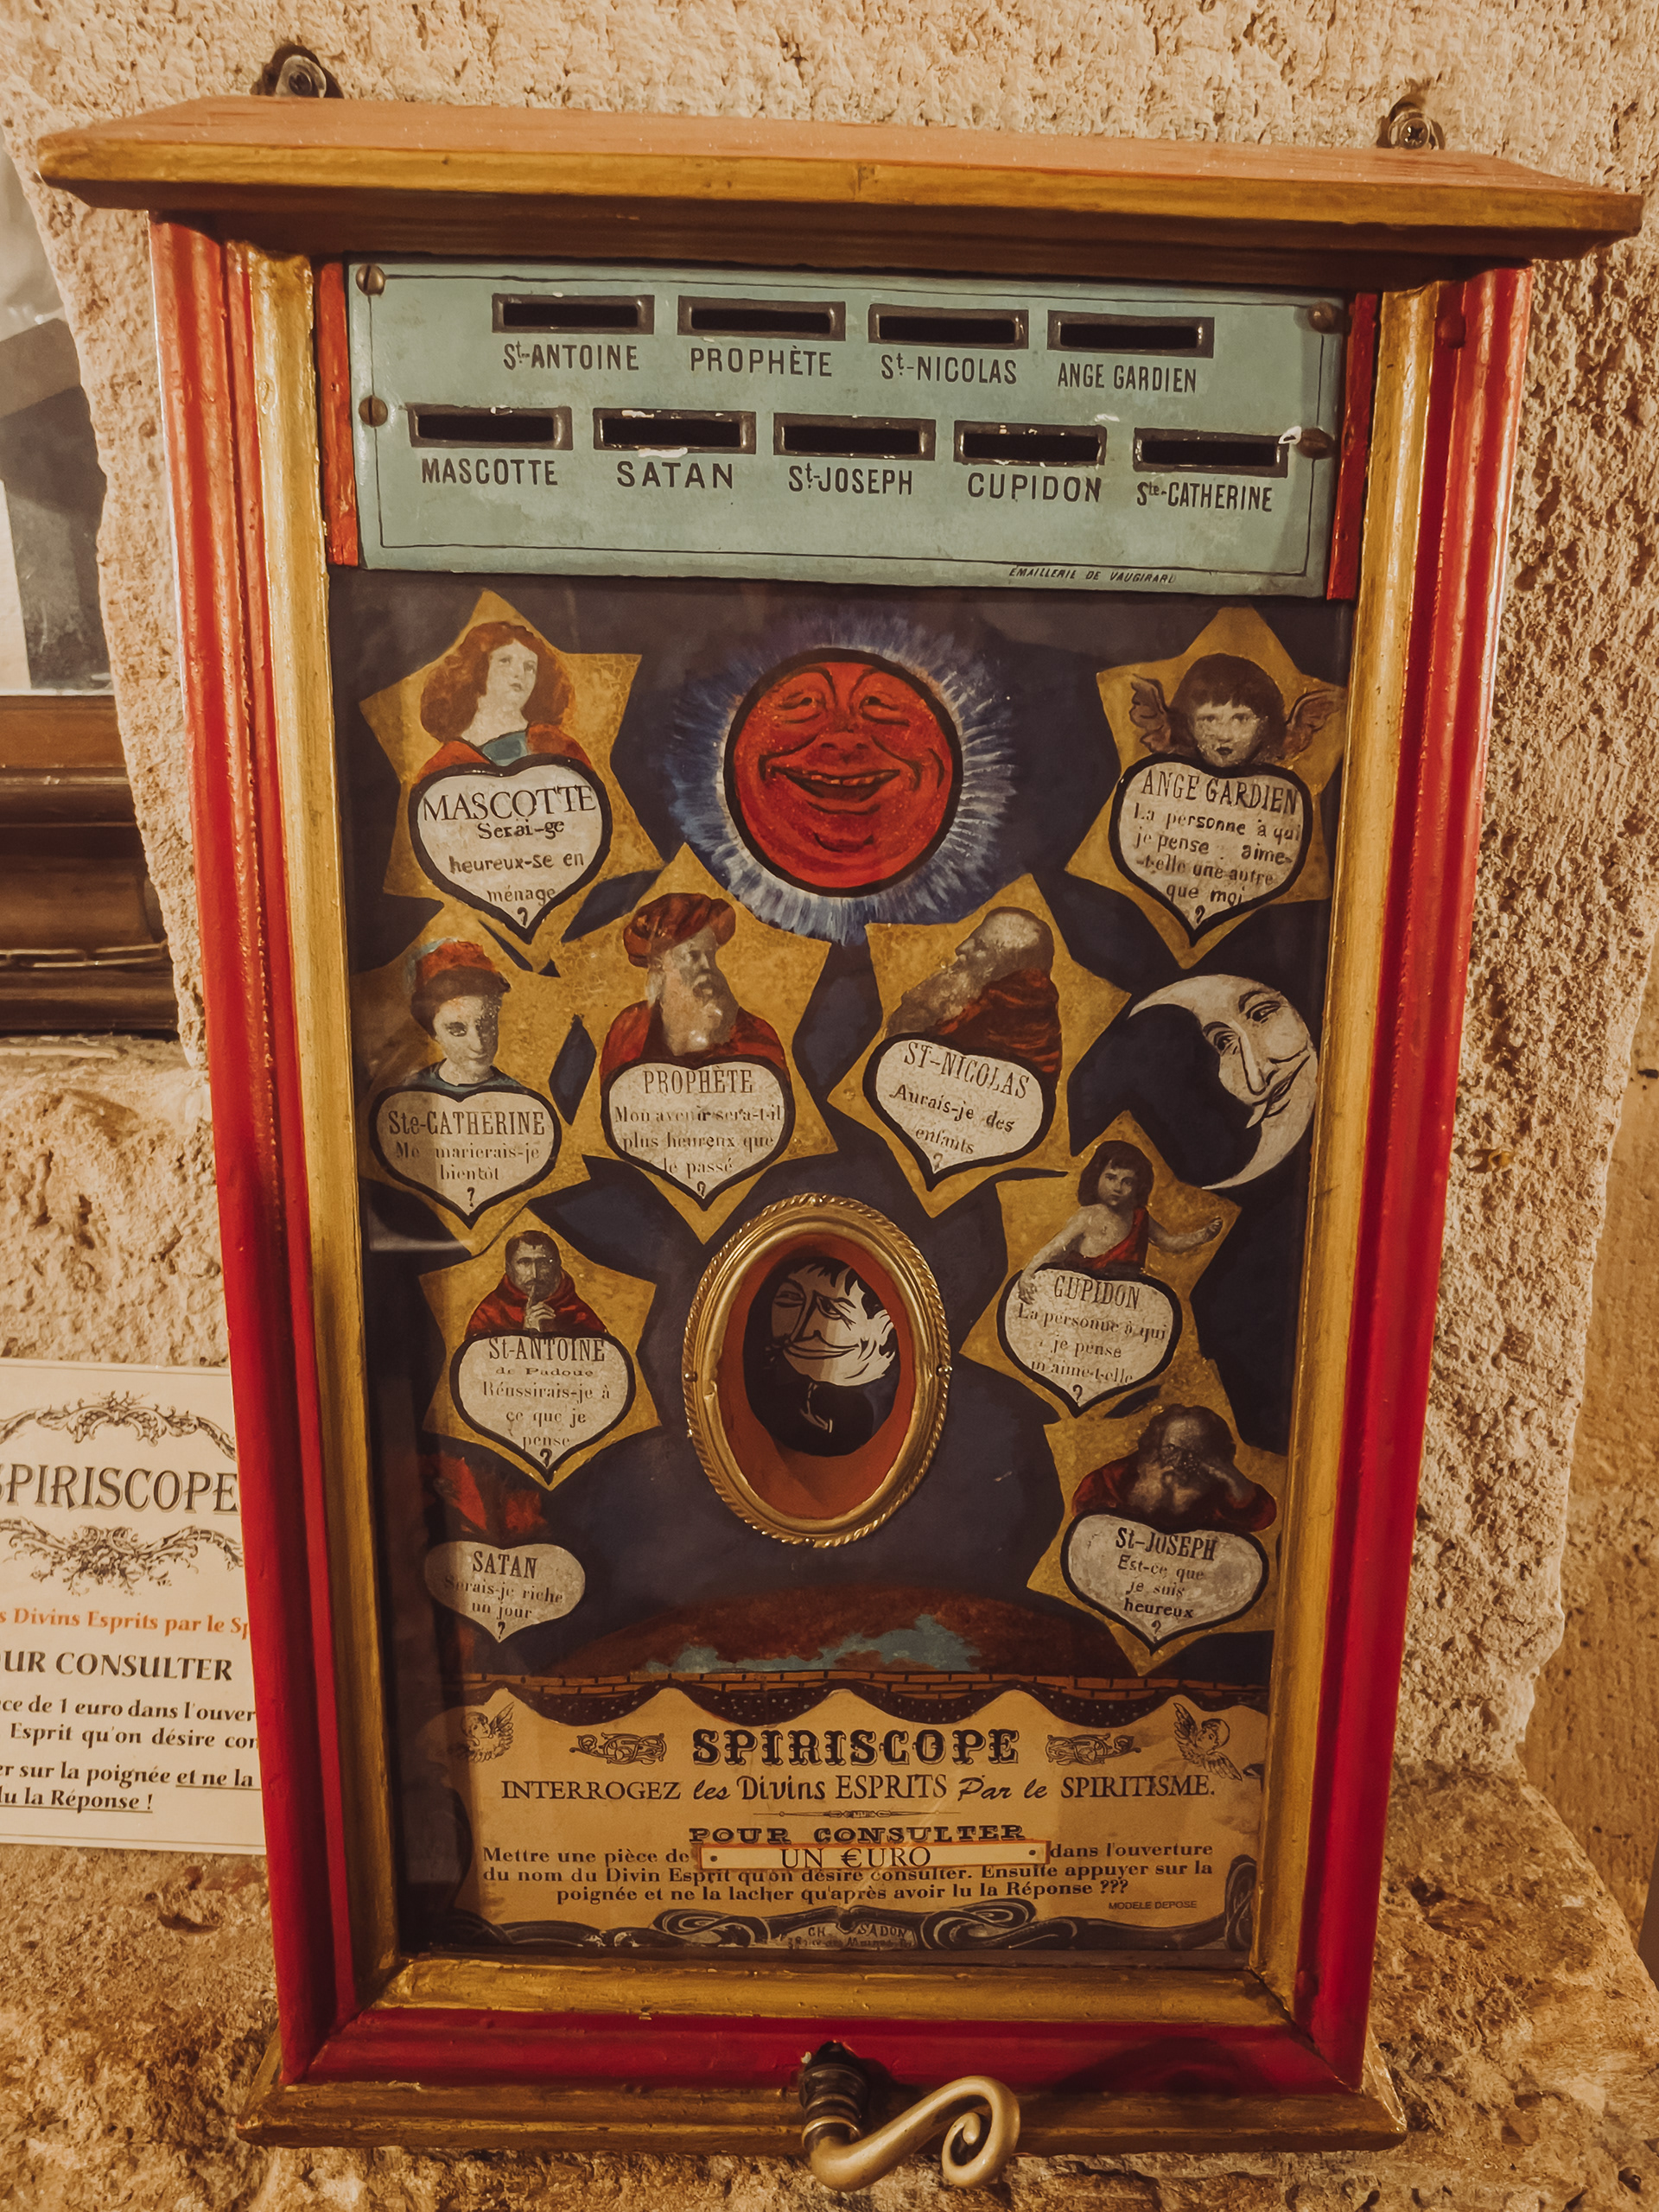 St-ANTOINE PROPHÈTE St-NICOLAS ANGE GARDIEN
MASCOTTE SATAN St-JOSEPH CUPIDON Ste-CATHERINE
ÉMAILLERIE DE VAUGIRARD
MASCOTTE
Serai-ge
heureux-se en
ménage
?
ANGE GARDIEN
La personne à qui
je pense : aime-
-t-elle une autre
que moi
?
Ste-CATHERINE
Me marierais-je
bientôt
?
PROPHÈTE
Mon avenir sera-t-il
plus heureux que
le passé
?
ST-NICOLAS
Aurais-je des
enfants
?
St-ANTOINE
de Padoue
Réussirais-je à
ce que je
pense
?
CUPIDON
La personne à qui
je pense
m'aime-t-elle
?
SATAN
Serais-je riche
un jour
?
St-JOSEPH
Est-ce que
je suis
heureux
?
SPIRISCOPE
INTERROGEZ les Divins ESPRITS Par le SPIRITISME.
POUR CONSULTER
Mettre une pièce de UN €URO dans l'ouverture
du nom du Divin Esprit qu'on désire consulter. Ensuite appuyer sur la
poignée et ne la lacher qu'après avoir lu la Réponse ???
MODELE DEPOSE
CH. SADON
SPIRISCOPE
s Divins Esprits par le Sp
UR CONSULTER
ce de 1 euro dans l'ouver
Esprit qu'on désire con
er sur la poignée et ne la
lu la Réponse !